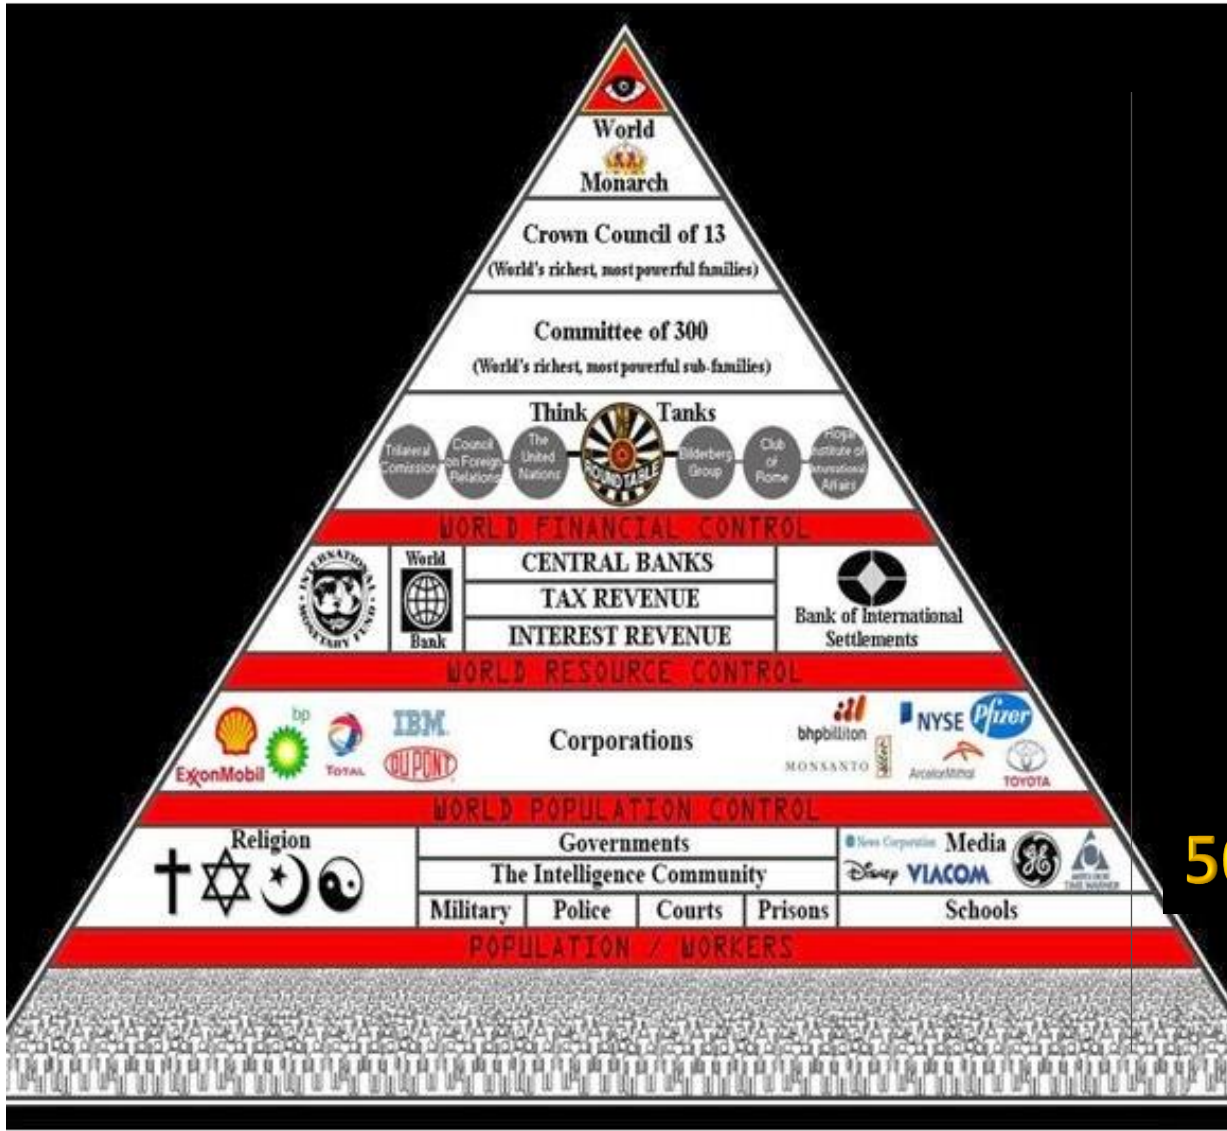 World
Monarch
Crown Council of 13
(World's richest, most powerful families)
Committee of 300
(World's richest, most powerful sub-families)
Think Tanks
Trilateral
Comission
Council
on Foreign
Relations
The
United
Nations
ROUND TABLE
Bilderberg
Group
Club
of
Rome
Royal
Institute of
International
Affairs
WORLD FINANCIAL CONTROL
INTERNATIONAL
MONETARY FUND
World
Bank
CENTRAL BANKS
TAX REVENUE
INTEREST REVENUE
Bank of International
Settlements
WORLD RESOURCE CONTROL
ExxonMobil
bp
TOTAL
IBM
DUPONT
Corporations
bhpbilliton
MONSANTO
NYSE
Pfizer
ArcelorMittal
TOYOTA
WORLD POPULATION CONTROL
Religion
Governments
The Intelligence Community
Military
Police
Courts
Prisons
News Corporation
Media
Disney
VIACOM
GE
TIME WARNER
Schools
50
POPULATION / WORKERS